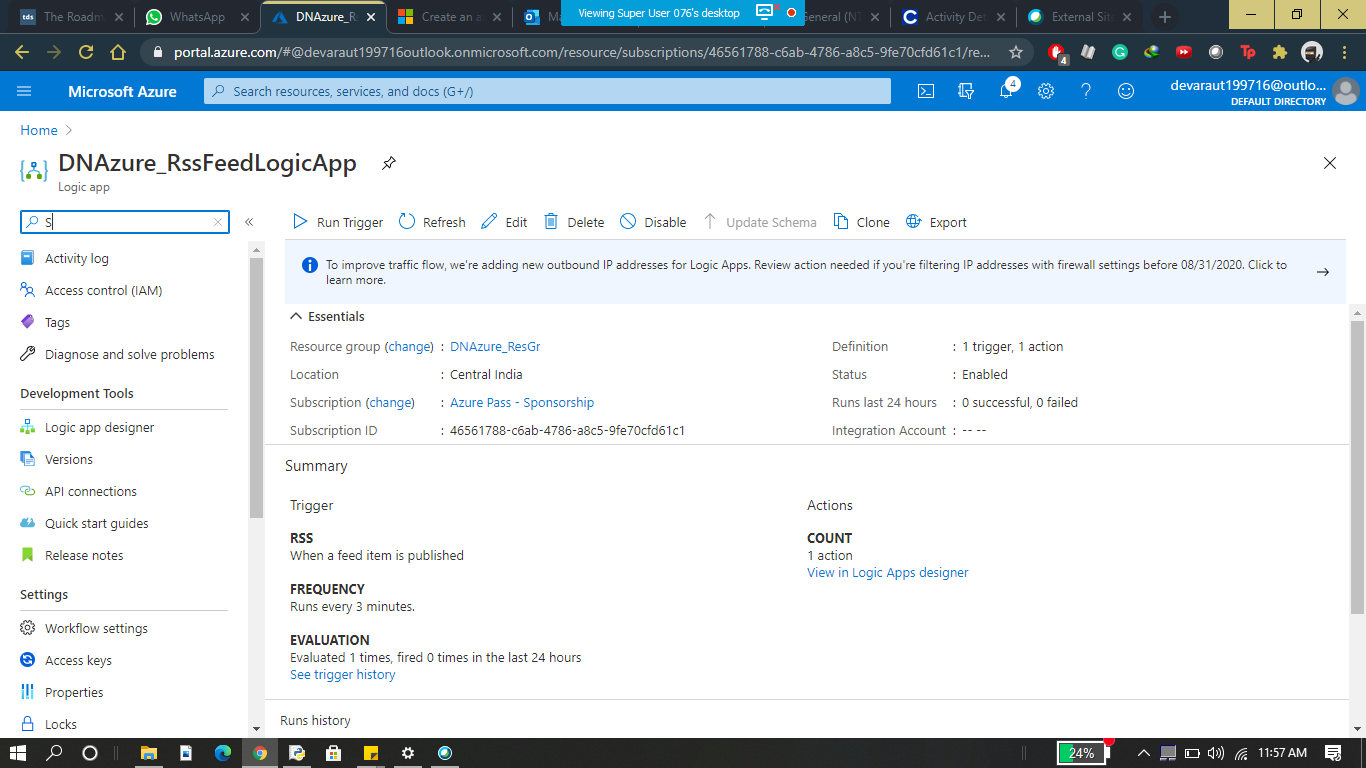 tds The Roadm
WhatsApp
DNAzure_Rs
Create an a
Ma
Viewing Super User 076's desktop
General (NT
Activity Det
External Site
portal.azure.com/#@devaraut199716outlook.onmicrosoft.com/resource/subscriptions/46561788-c6ab-4786-a8c5-9fe70cfd61c1/re...
4
Microsoft Azure
Search resources, services, and docs (G+/)
4
devaraut199716@outlo...
DEFAULT DIRECTORY
Home
DNAzure_RssFeedLogicApp
Logic app
S
Run Trigger
Refresh
Edit
Delete
Disable
Update Schema
Clone
Export
Activity log
Access control (IAM)
Tags
Diagnose and solve problems
Development Tools
Logic app designer
Versions
API connections
Quick start guides
Release notes
Settings
Workflow settings
Access keys
Properties
Locks
To improve traffic flow, we're adding new outbound IP addresses for Logic Apps. Review action needed if you're filtering IP addresses with firewall settings before 08/31/2020. Click to
learn more.
Essentials
Resource group (change) : DNAzure_ResGr
Location : Central India
Subscription (change) : Azure Pass - Sponsorship
Subscription ID : 46561788-c6ab-4786-a8c5-9fe70cfd61c1
Definition : 1 trigger, 1 action
Status : Enabled
Runs last 24 hours : 0 successful, 0 failed
Integration Account : -- --
Summary
Trigger
RSS
When a feed item is published
FREQUENCY
Runs every 3 minutes.
EVALUATION
Evaluated 1 times, fired 0 times in the last 24 hours
See trigger history
Actions
COUNT
1 action
View in Logic Apps designer
Runs history
24%
11:57 AM